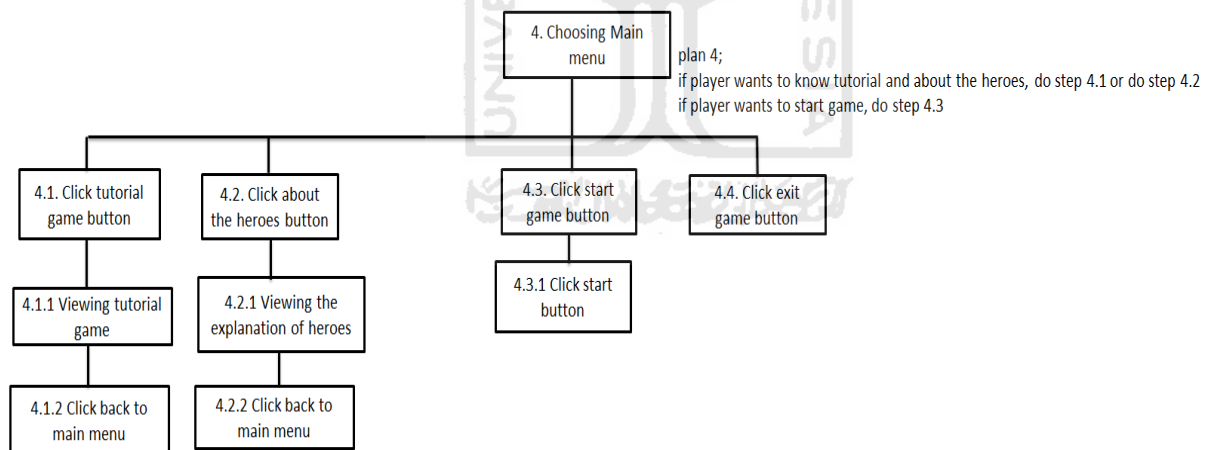 4. Choosing Main
menu
plan 4;
if player wants to know tutorial and about the heroes, do step 4.1 or do step 4.2
if player wants to start game, do step 4.3
4.1. Click tutorial
game button
4.2. Click about
the heroes button
4.3. Click start
game button
4.4. Click exit
game button
4.1.1 Viewing tutorial
game
4.2.1 Viewing the
explanation of heroes
4.3.1 Click start
button
4.1.2 Click back to
main menu
4.2.2 Click back to
main menu